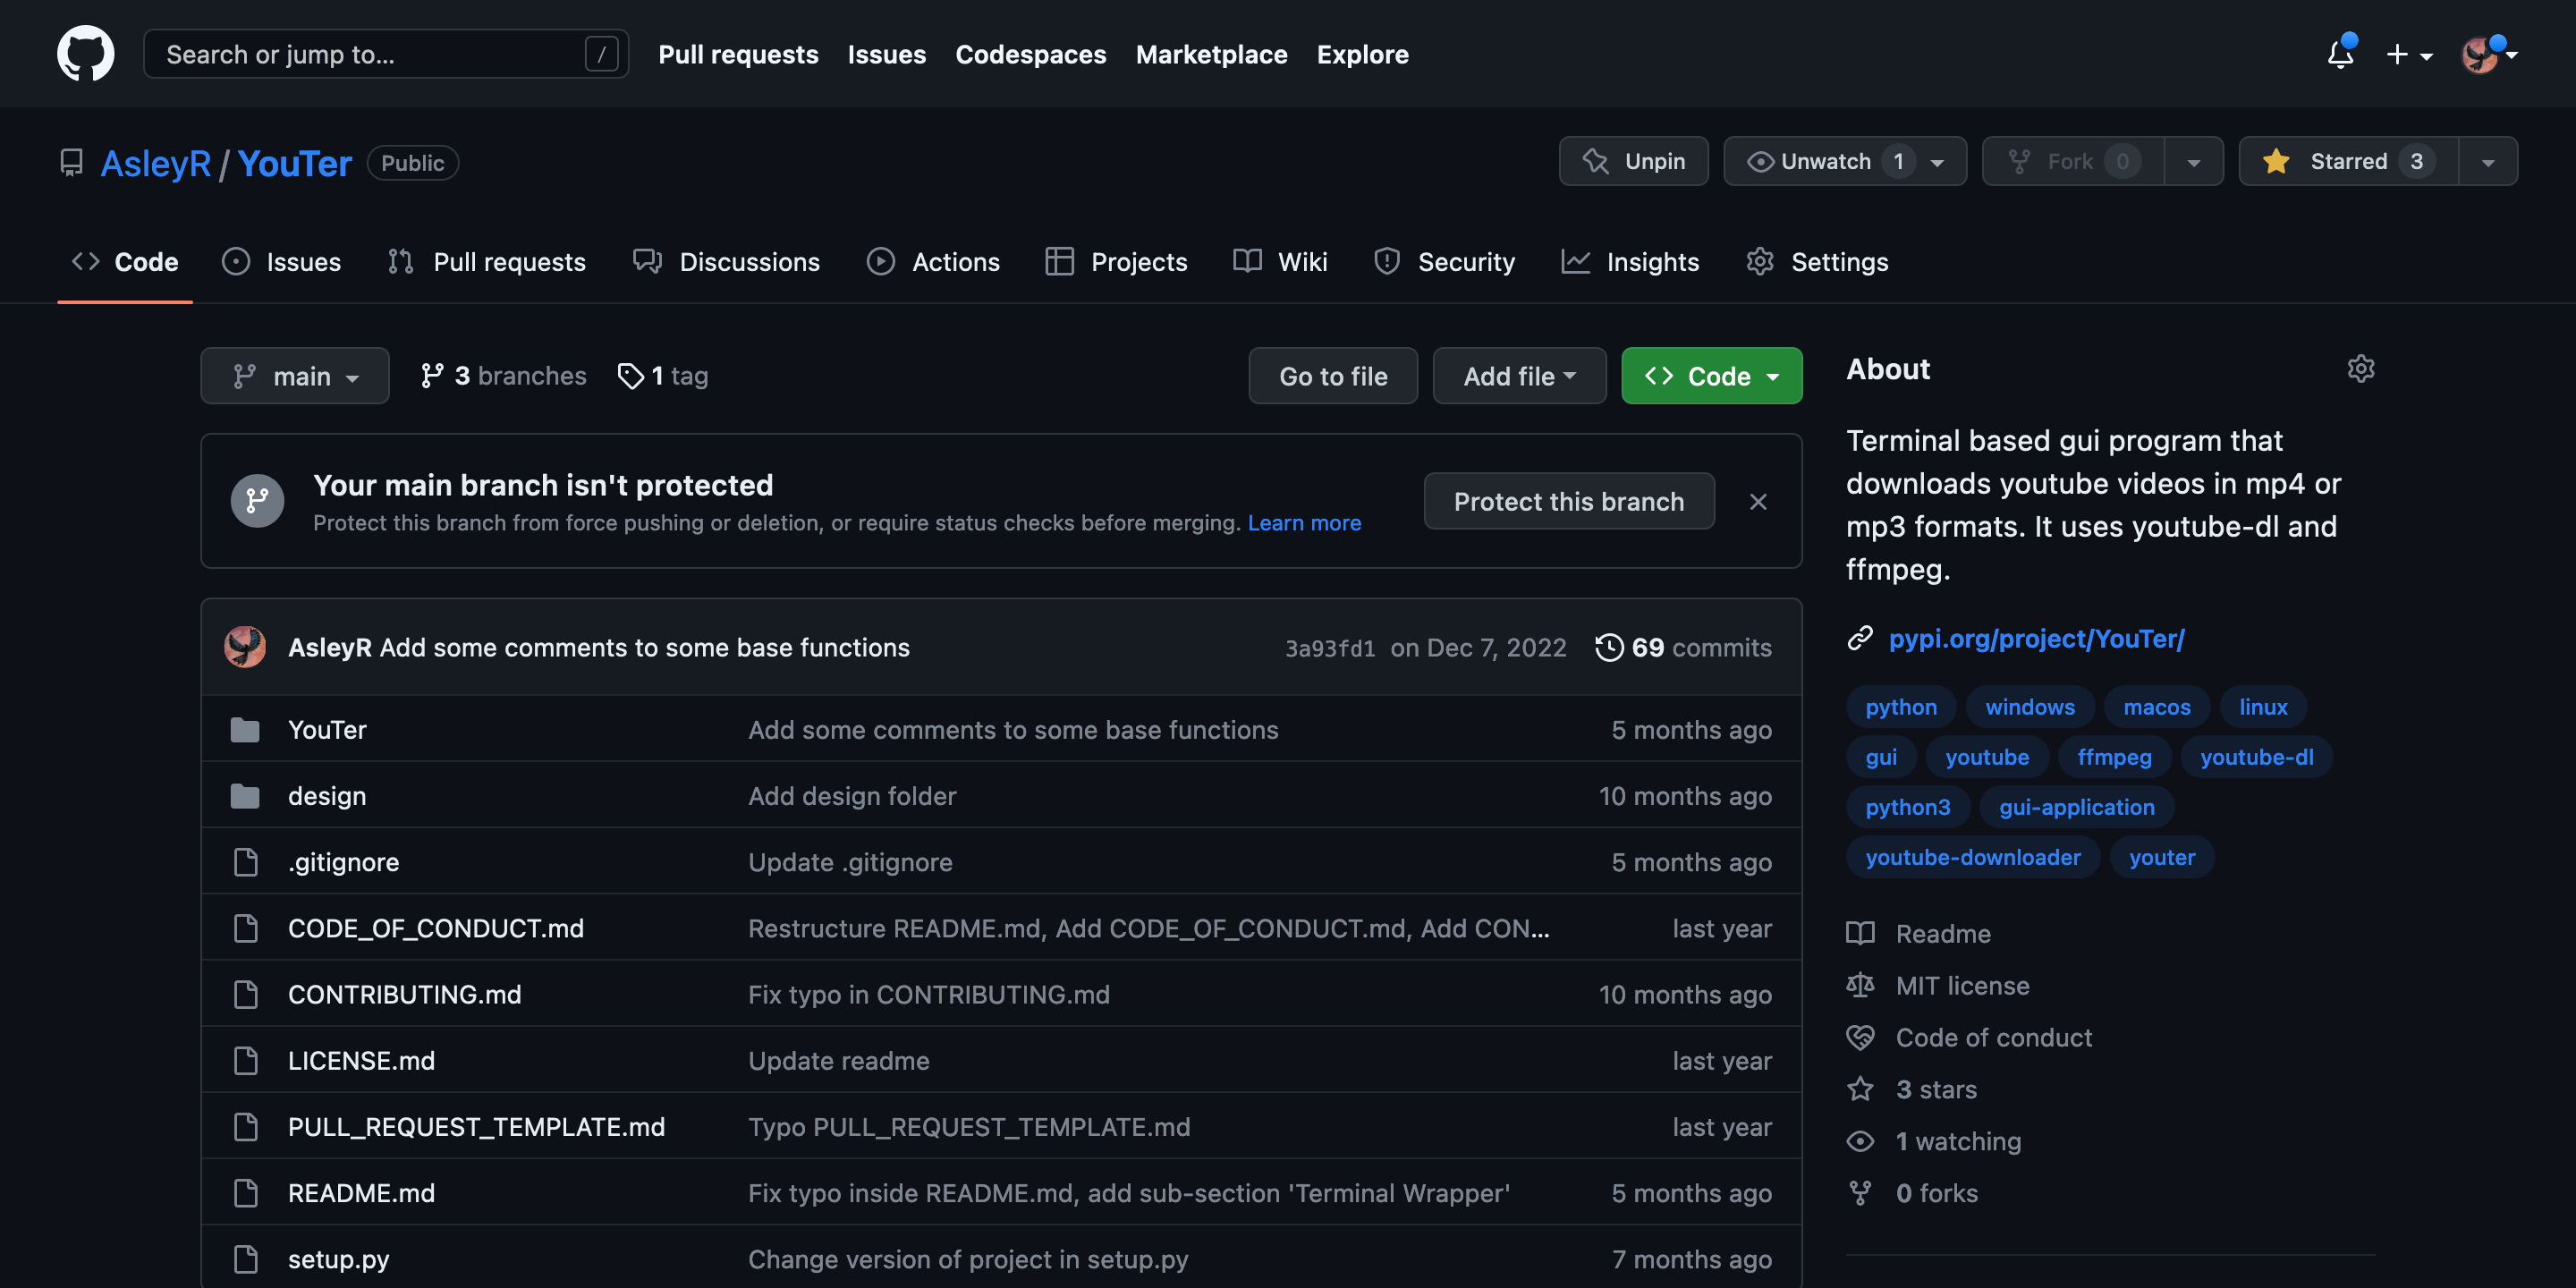 Search or jump to... /
Pull requests
Issues
Codespaces
Marketplace
Explore
AsleyR / YouTer Public
Unpin
Unwatch 1
Fork 0
Starred 3
Code
Issues
Pull requests
Discussions
Actions
Projects
Wiki
Security
Insights
Settings
main
3 branches
1 tag
Go to file
Add file
Code
Your main branch isn't protected
Protect this branch from force pushing or deletion, or require status checks before merging. Learn more
Protect this branch
AsleyR Add some comments to some base functions 3a93fd1 on Dec 7, 2022 69 commits
YouTer Add some comments to some base functions 5 months ago
design Add design folder 10 months ago
.gitignore Update .gitignore 5 months ago
CODE_OF_CONDUCT.md Restructure README.md, Add CODE_OF_CONDUCT.md, Add CON... last year
CONTRIBUTING.md Fix typo in CONTRIBUTING.md 10 months ago
LICENSE.md Update readme last year
PULL_REQUEST_TEMPLATE.md Typo PULL_REQUEST_TEMPLATE.md last year
README.md Fix typo inside README.md, add sub-section 'Terminal Wrapper' 5 months ago
setup.py Change version of project in setup.py 7 months ago
About
Terminal based gui program that
downloads youtube videos in mp4 or
mp3 formats. It uses youtube-dl and
ffmpeg.
pypi.org/project/YouTer/
python windows macos linux
gui youtube ffmpeg youtube-dl
python3 gui-application
youtube-downloader youter
Readme
MIT license
Code of conduct
3 stars
1 watching
0 forks